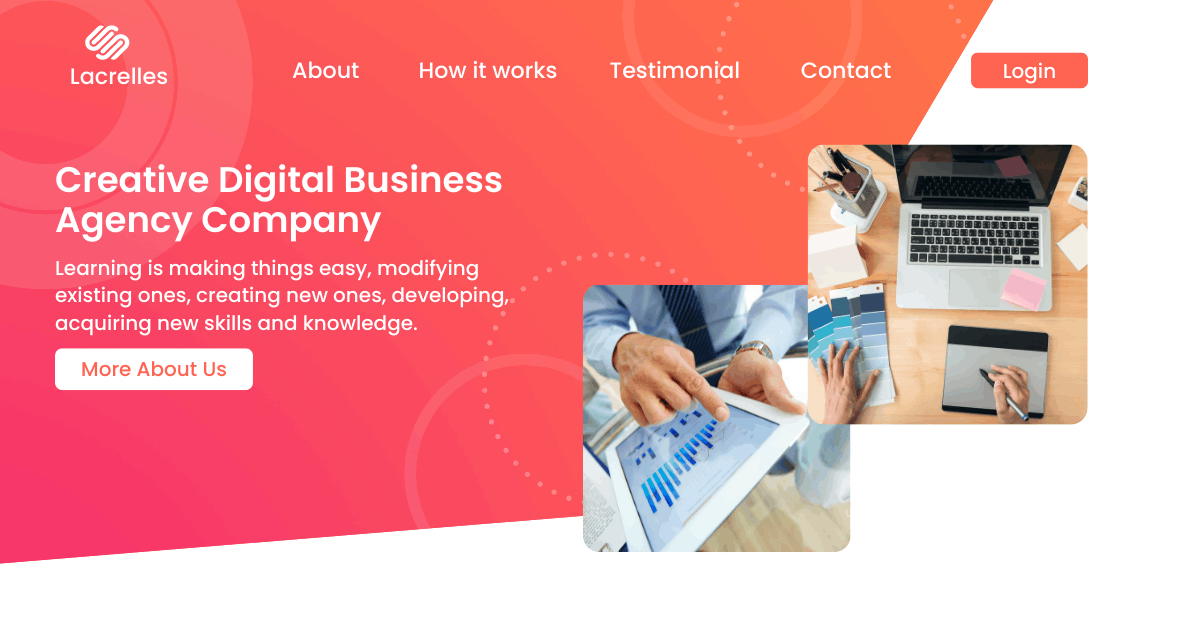 Lacrelles
About
How it works
Testimonial
Contact
Login
Creative Digital Business
Agency Company
Learning is making things easy, modifying
existing ones, creating new ones, developing,
acquiring new skills and knowledge.
More About Us